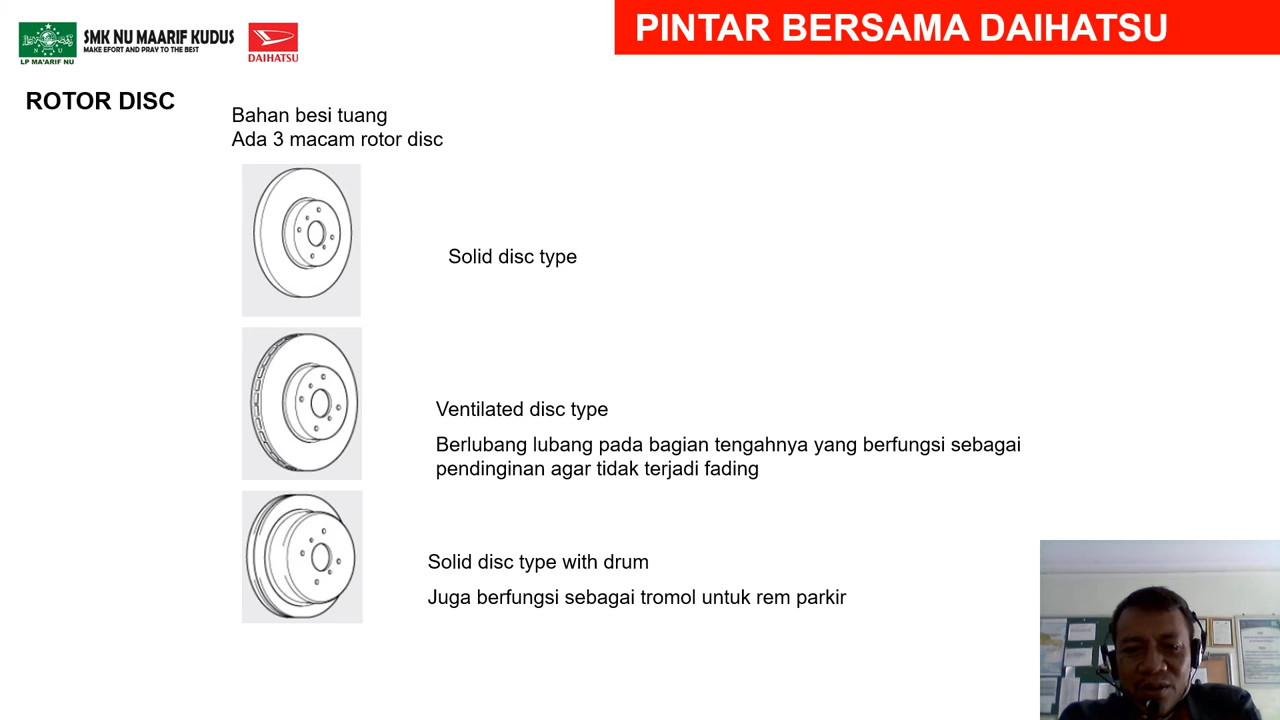 SMK NU MAARIF KUDUS
MAKE EFORT AND PRAY TO THE BEST
LP MA'ARIF NU
DAIHATSU
PINTAR BERSAMA DAIHATSU
ROTOR DISC
Bahan besi tuang
Ada 3 macam rotor disc
Solid disc type
Ventilated disc type
Berlubang lubang pada bagian tengahnya yang berfungsi sebagai
pendinginan agar tidak terjadi fading
Solid disc type with drum
Juga berfungsi sebagai tromol untuk rem parkir